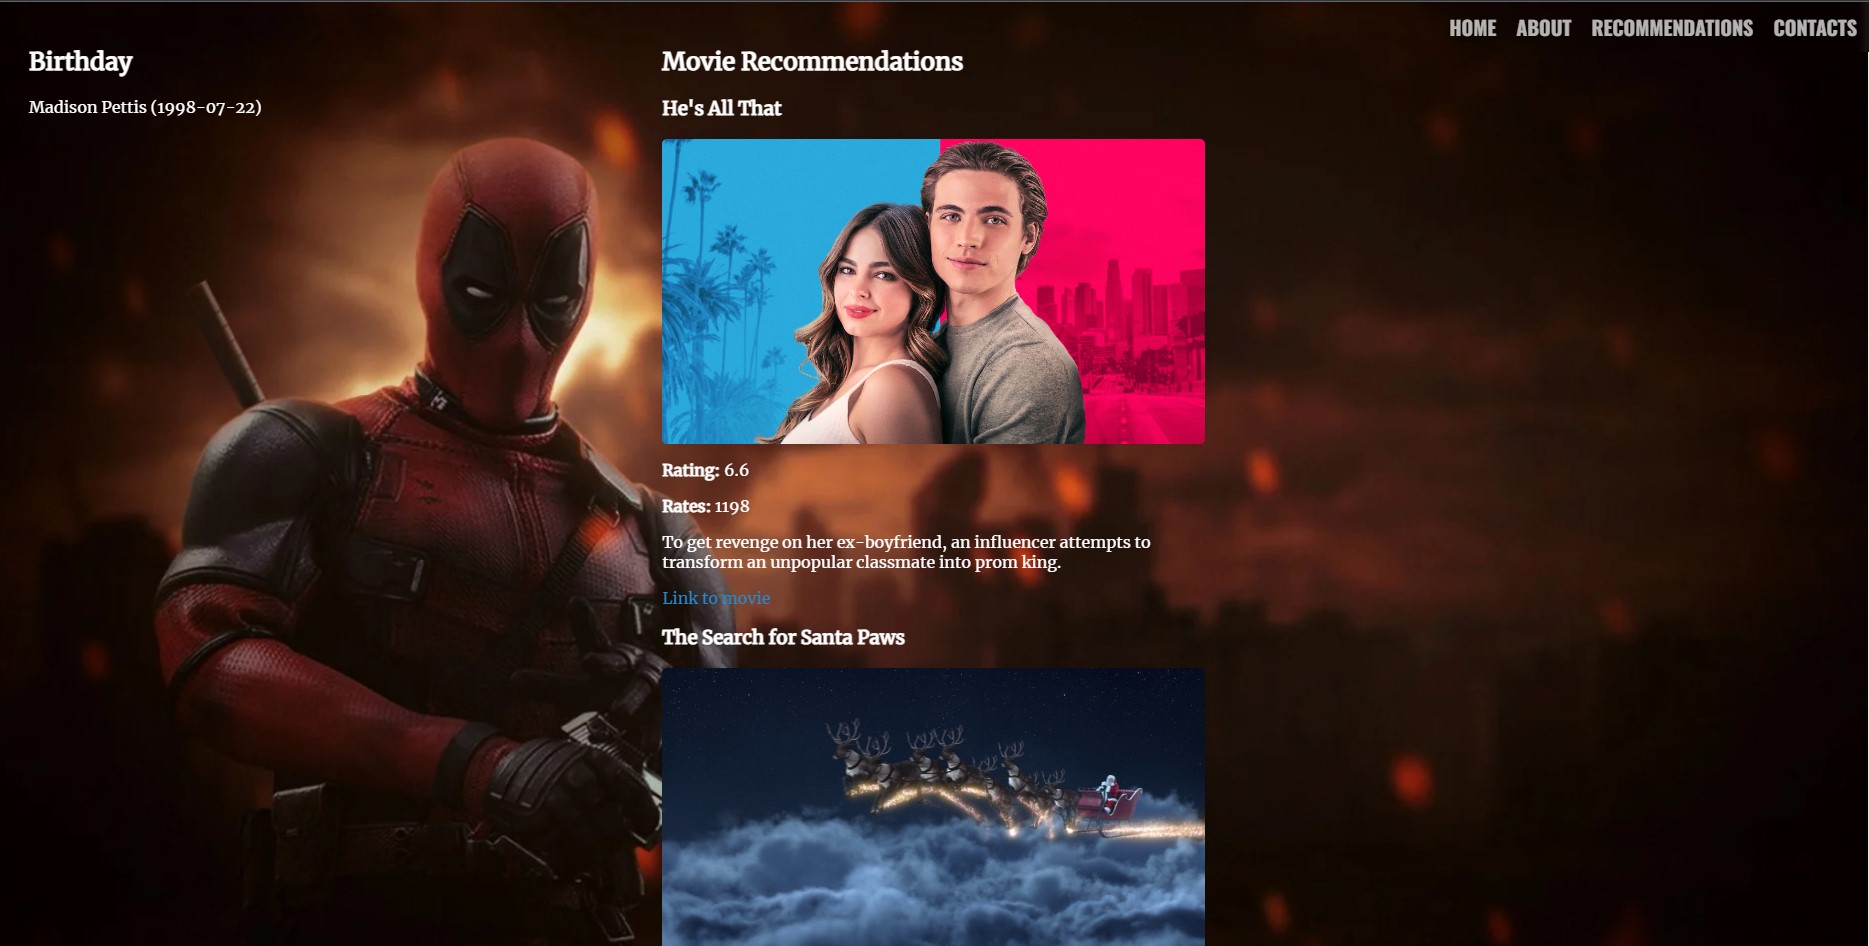 HOME ABOUT RECOMMENDATIONS CONTACTS
Birthday
Madison Pettis (1998-07-22)
Movie Recommendations
He's All That
Rating: 6.6
Rates: 1198
To get revenge on her ex-boyfriend, an influencer attempts to
transform an unpopular classmate into prom king.
Link to movie
The Search for Santa Paws